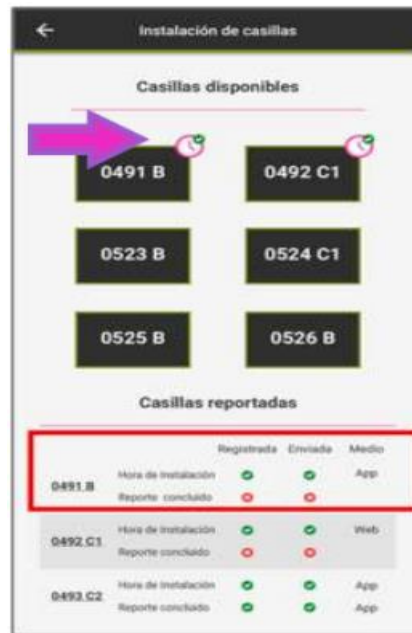 Instalación de casillas
Casillas disponibles
0491 B 0492 C1
0523 B 0524 C1
0525 B 0526 B
Casillas reportadas
Registrada Enviada Medio
0491 B Hora de Instalación App
Reporte concluido
0492 C1 Hora de Instalación Web
Reporte concluido
0493 C2 Hora de Instalación App
Reporte concluido App